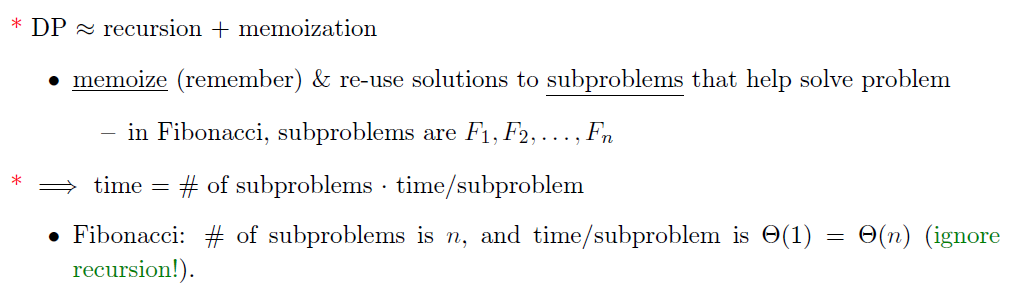 * DP ≈ recursion + memoization
• memoize (remember) & re-use solutions to subproblems that help solve problem
– in Fibonacci, subproblems are F₁, F₂, . . . , Fₙ
* ⟹ time = # of subproblems · time/subproblem
• Fibonacci: # of subproblems is n, and time/subproblem is Θ(1) = Θ(n) (ignore
recursion!).